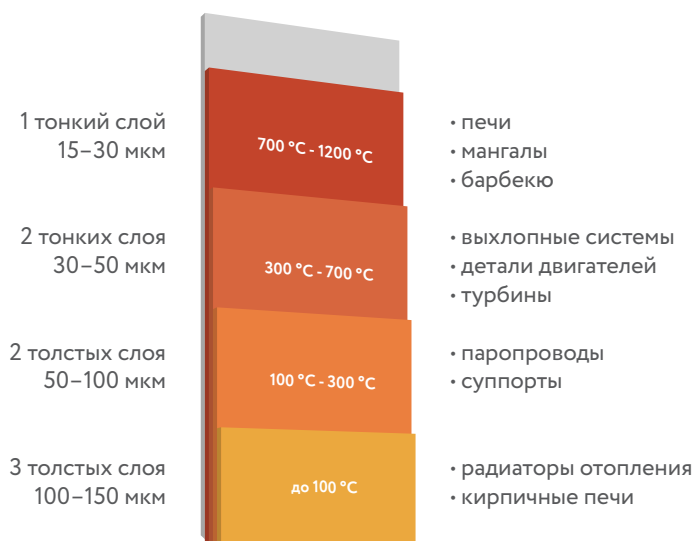 1 тонкий слой
15–30 мкм
700 °C - 1200 °C
• печи
• мангалы
• барбекю
2 тонких слоя
30–50 мкм
300 °C - 700 °C
• выхлопные системы
• детали двигателей
• турбины
2 толстых слоя
50–100 мкм
100 °C - 300 °C
• паропроводы
• суппорты
3 толстых слоя
100–150 мкм
до 100 °C
• радиаторы отопления
• кирпичные печи